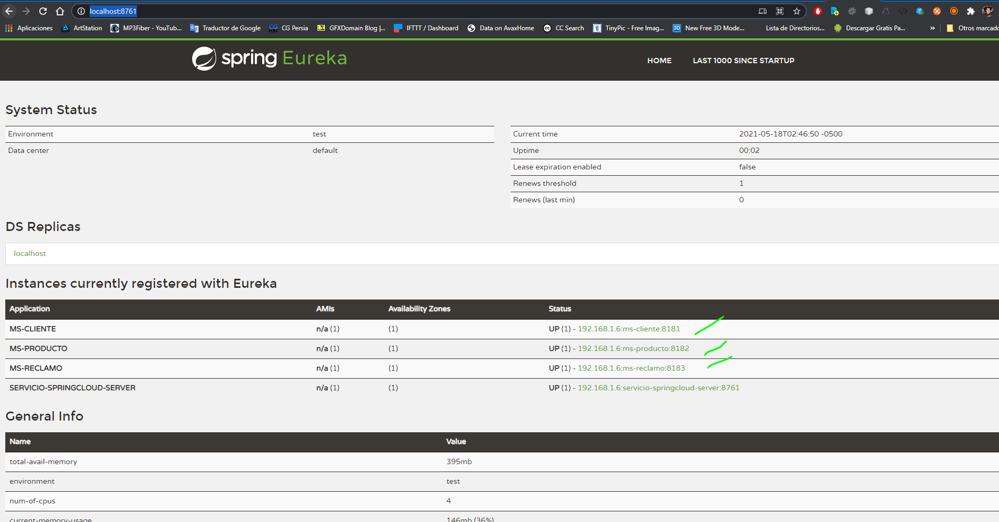 localhost:8761
Aplicaciones ArtStation MP3Fiber - YouTub... Traductor de Google CG Persia GFXDomain Blog |... IFTTT / Dashboard Data on AvaxHome CC Search TinyPic - Free Imag... 3D New Free 3D Mode... Lista de Directorios... Descargar Gratis Pa... » Otros marcado
spring Eureka HOME LAST 1000 SINCE STARTUP
System Status
Environment test Current time 2021-05-18T02:46:50 -0500
Data center default Uptime 00:02
Lease expiration enabled false
Renews threshold 1
Renews (last min) 0
DS Replicas
localhost
Instances currently registered with Eureka
Application AMIs Availability Zones Status
MS-CLIENTE n/a (1) (1) UP (1) - 192.168.1.6:ms-cliente:8181
MS-PRODUCTO n/a (1) (1) UP (1) - 192.168.1.6:ms-producto:8182
MS-RECLAMO n/a (1) (1) UP (1) - 192.168.1.6:ms-reclamo:8183
SERVICIO-SPRINGCLOUD-SERVER n/a (1) (1) UP (1) - 192.168.1.6:servicio-springcloud-server:8761
General Info
Name Value
total-avail-memory 395mb
environment test
num-of-cpus 4
current-memory-usage 146mb (36%)